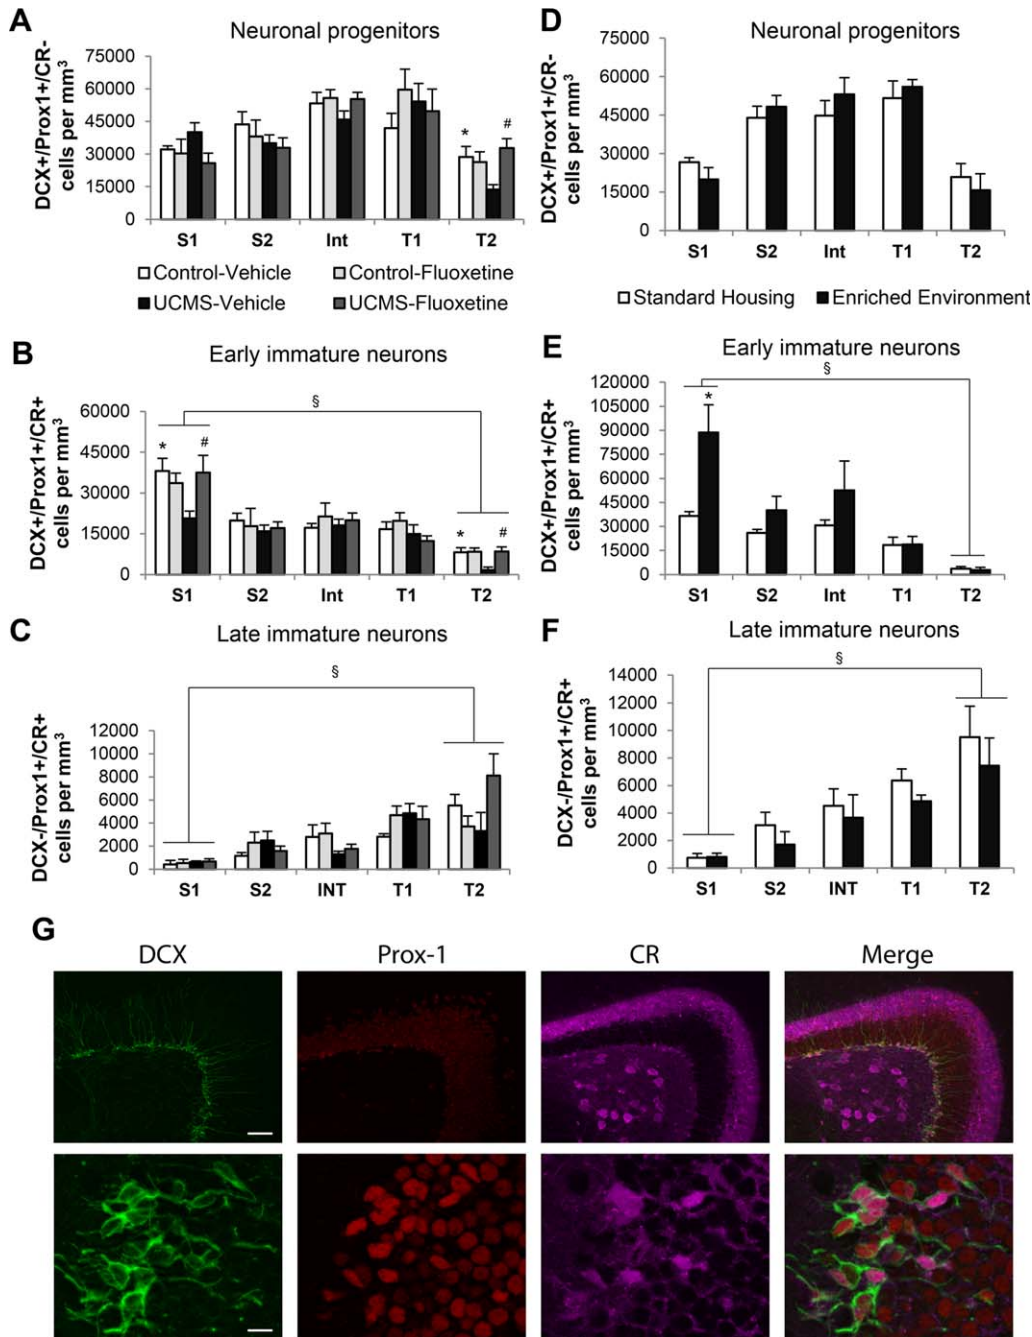 A
Neuronal progenitors
DCX+/Prox1+/CR-
cells per mm³
75000
60000
45000
30000
15000
0
*
#
S1 S2 Int T1 T2
Control-Vehicle Control-Fluoxetine
UCMS-Vehicle UCMS-Fluoxetine
D
Neuronal progenitors
DCX+/Prox1+/CR-
cells per mm³
75000
60000
45000
30000
15000
0
S1 S2 Int T1 T2
Standard Housing Enriched Environment
B
Early immature neurons
DCX+/Prox1+/CR+
cells per mm³
§
60000
45000
30000
15000
0
* #
* #
S1 S2 Int T1 T2
E
Early immature neurons
DCX+/Prox1+/CR+
cells per mm³
§
120000
105000
90000
75000
60000
45000
30000
15000
0
*
S1 S2 Int T1 T2
C
Late immature neurons
DCX-/Prox1+/CR+
cells per mm³
§
12000
10000
8000
6000
4000
2000
0
S1 S2 INT T1 T2
F
Late immature neurons
DCX-/Prox1+/CR+
cells per mm³
§
14000
12000
10000
8000
6000
4000
2000
0
S1 S2 INT T1 T2
G
DCX Prox-1 CR Merge